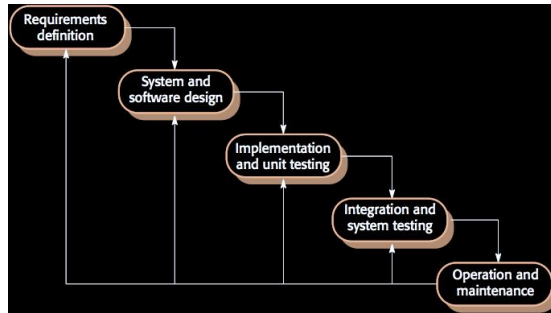 Requirements
definition
System and
software design
Implementation
and unit testing
Integration and
system testing
Operation and
maintenance